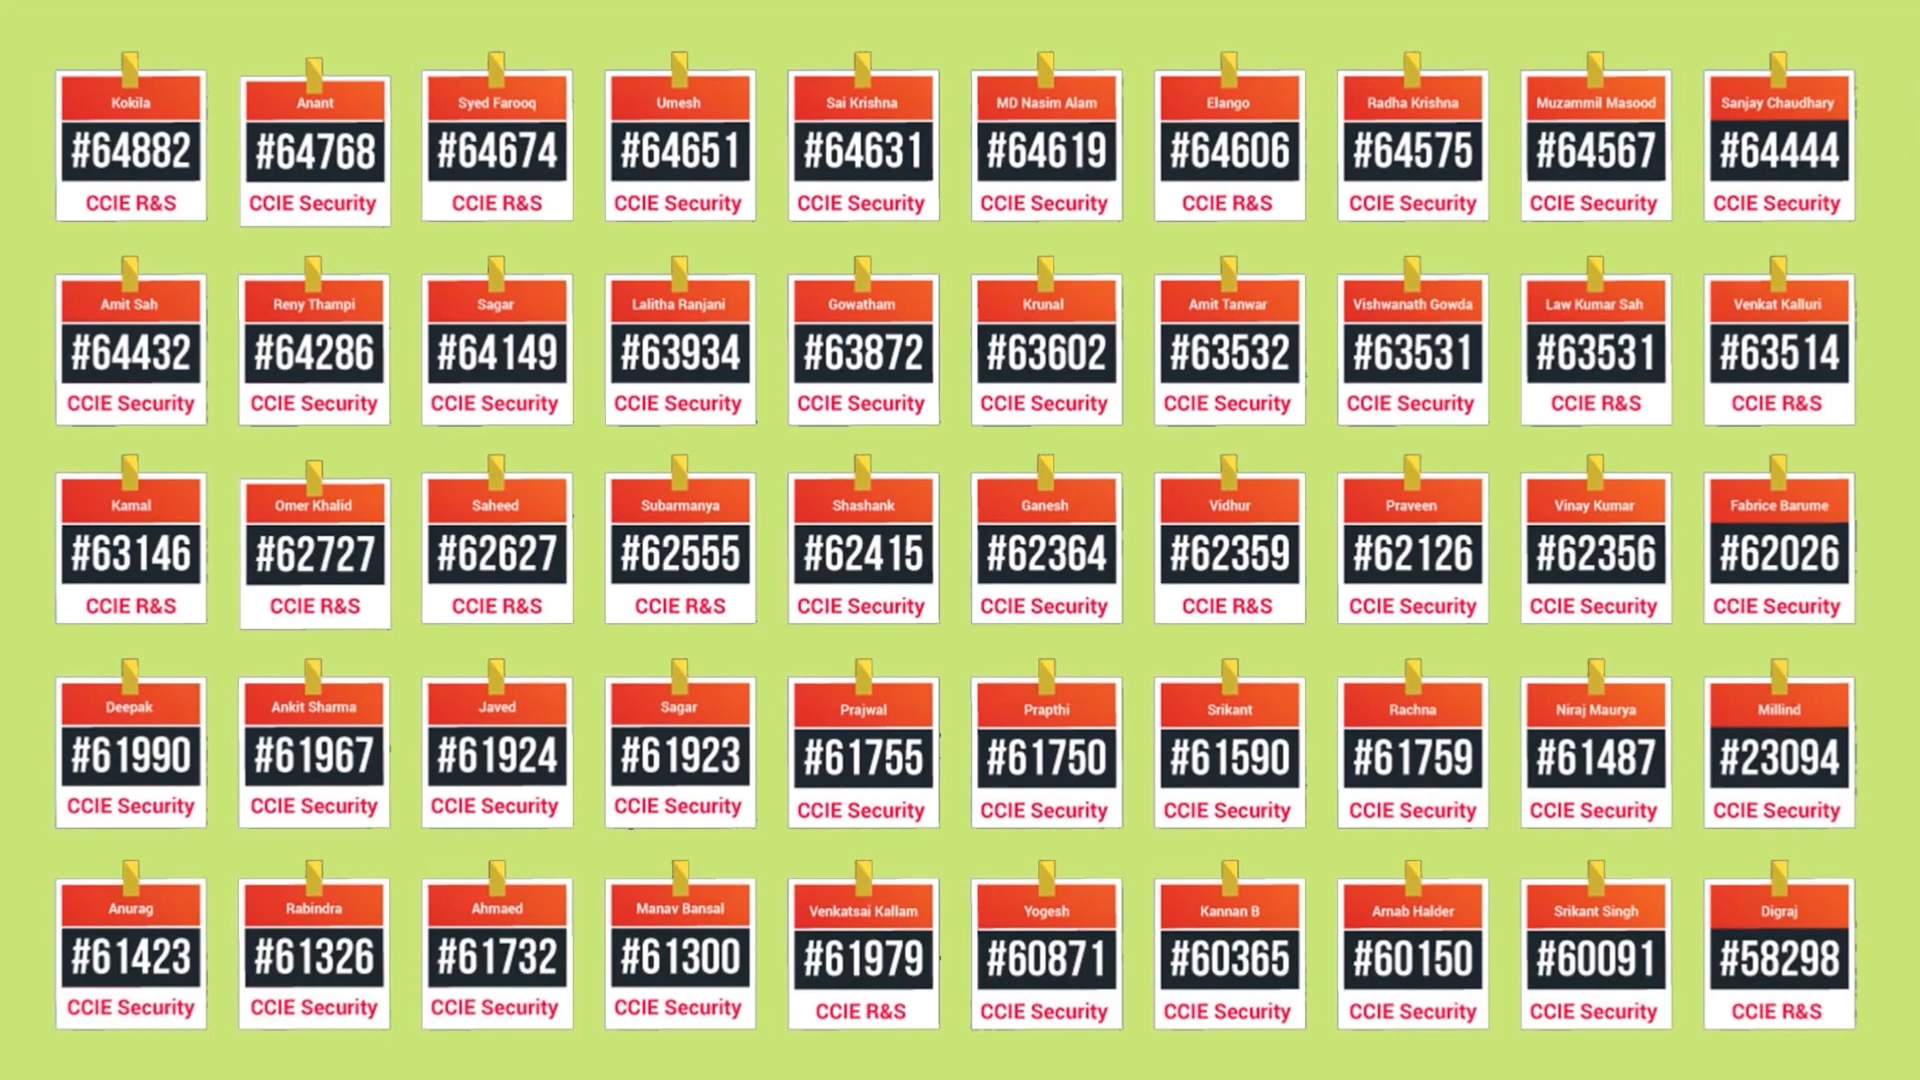 Kokila
#64882
CCIE R&S
Anant
#64768
CCIE Security
Syed Farooq
#64674
CCIE R&S
Umesh
#64651
CCIE Security
Sai Krishna
#64631
CCIE Security
MD Nasim Alam
#64619
CCIE Security
Elango
#64606
CCIE R&S
Radha Krishna
#64575
CCIE Security
Muzammil Masood
#64567
CCIE Security
Sanjay Chaudhary
#64444
CCIE Security
Amit Sah
#64432
CCIE Security
Reny Thampi
#64286
CCIE Security
Sagar
#64149
CCIE Security
Lalitha Ranjani
#63934
CCIE Security
Gowatham
#63872
CCIE Security
Krunal
#63602
CCIE Security
Amit Tanwar
#63532
CCIE Security
Vishwanath Gowda
#63531
CCIE Security
Law Kumar Sah
#63531
CCIE R&S
Venkat Kalluri
#63514
CCIE R&S
Kamal
#63146
CCIE R&S
Omer Khalid
#62727
CCIE R&S
Saheed
#62627
CCIE R&S
Subarmanya
#62555
CCIE R&S
Shashank
#62415
CCIE Security
Ganesh
#62364
CCIE Security
Vidhur
#62359
CCIE R&S
Praveen
#62126
CCIE Security
Vinay Kumar
#62356
CCIE Security
Fabrice Barume
#62026
CCIE Security
Deepak
#61990
CCIE Security
Ankit Sharma
#61967
CCIE Security
Javed
#61924
CCIE Security
Sagar
#61923
CCIE Security
Prajwal
#61755
CCIE Security
Prapthi
#61750
CCIE Security
Srikant
#61590
CCIE Security
Rachna
#61759
CCIE Security
Niraj Maurya
#61487
CCIE Security
Millind
#23094
CCIE Security
Anurag
#61423
CCIE Security
Rabindra
#61326
CCIE Security
Ahmaed
#61732
CCIE Security
Manav Bansal
#61300
CCIE Security
Venkatsai Kallam
#61979
CCIE R&S
Yogesh
#60871
CCIE Security
Kannan B
#60365
CCIE Security
Arnab Halder
#60150
CCIE Security
Srikant Singh
#60091
CCIE Security
Digraj
#58298
CCIE R&S